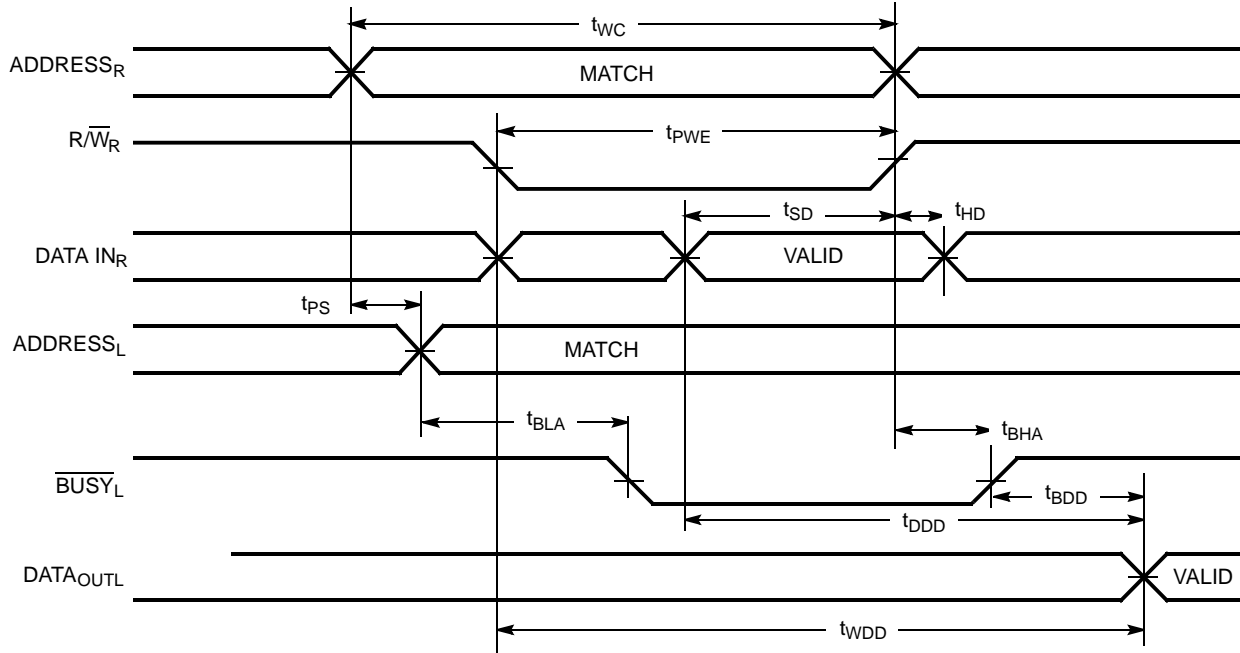 tWC
ADDRESSR
MATCH
R/W̅R
tPWE
tSD
tHD
DATA INR
VALID
tPS
ADDRESSL
MATCH
tBLA
tBHA
B̅U̅S̅Y̅L
tBDD
tDDD
DATAOUTL
VALID
tWDD